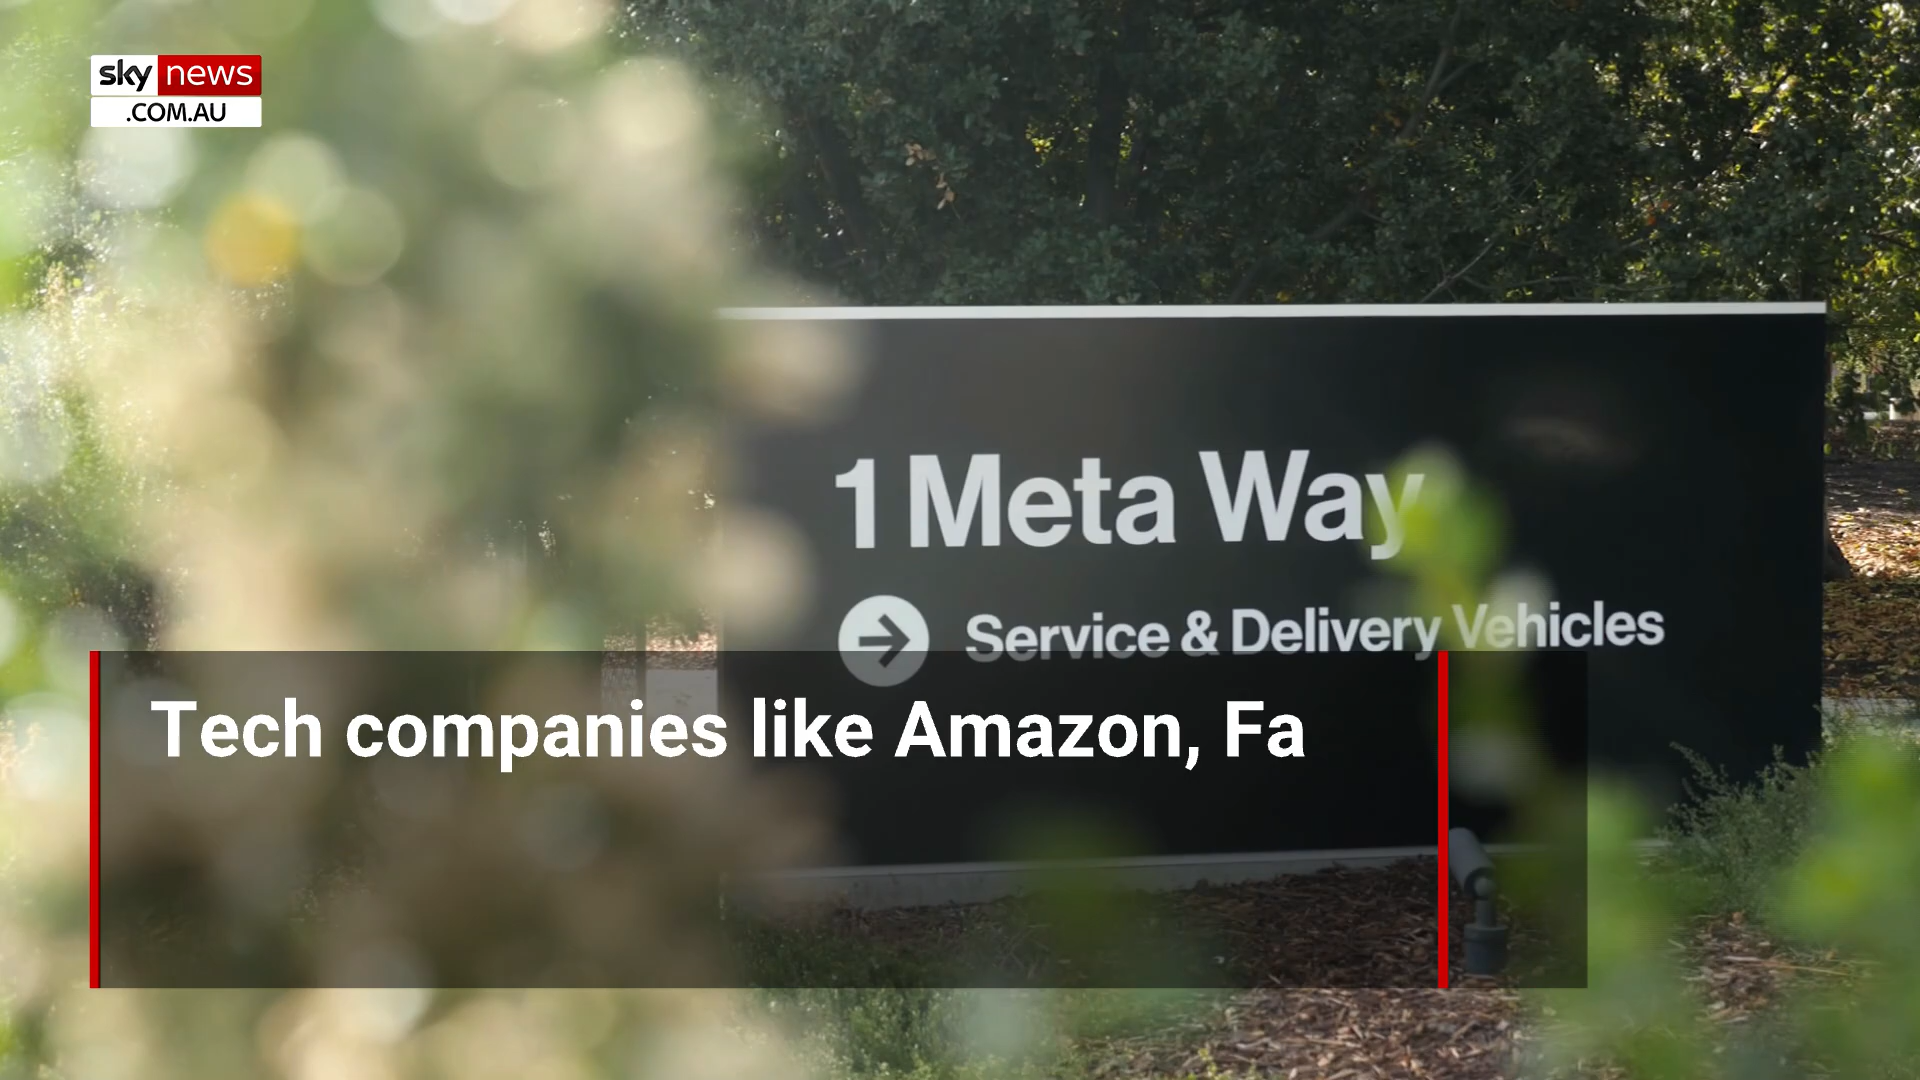 sky news
.COM.AU
1 Meta Way
Service & Delivery Vehicles
Tech companies like Amazon, Fa